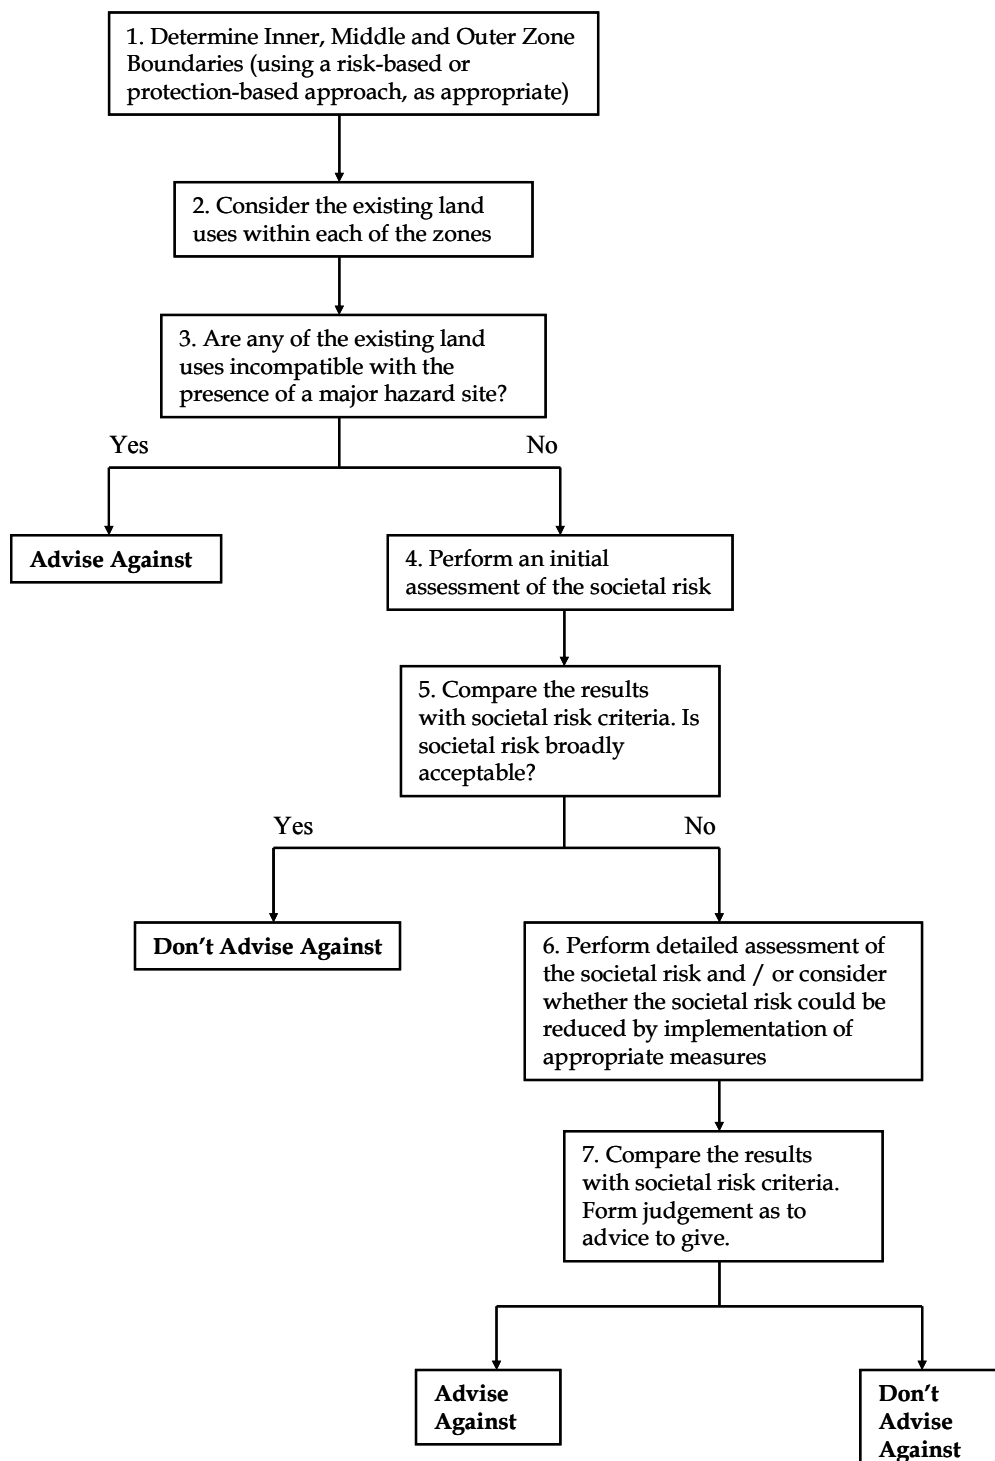 1. Determine Inner, Middle and Outer Zone
Boundaries (using a risk-based or
protection-based approach, as appropriate)
2. Consider the existing land
uses within each of the zones
3. Are any of the existing land
uses incompatible with the
presence of a major hazard site?
Yes
No
Advise Against
4. Perform an initial
assessment of the societal risk
5. Compare the results
with societal risk criteria. Is
societal risk broadly
acceptable?
Yes
No
Don’t Advise Against
6. Perform detailed assessment of
the societal risk and / or consider
whether the societal risk could be
reduced by implementation of
appropriate measures
7. Compare the results
with societal risk criteria.
Form judgement as to
advice to give.
Advise
Against
Don’t
Advise
Against